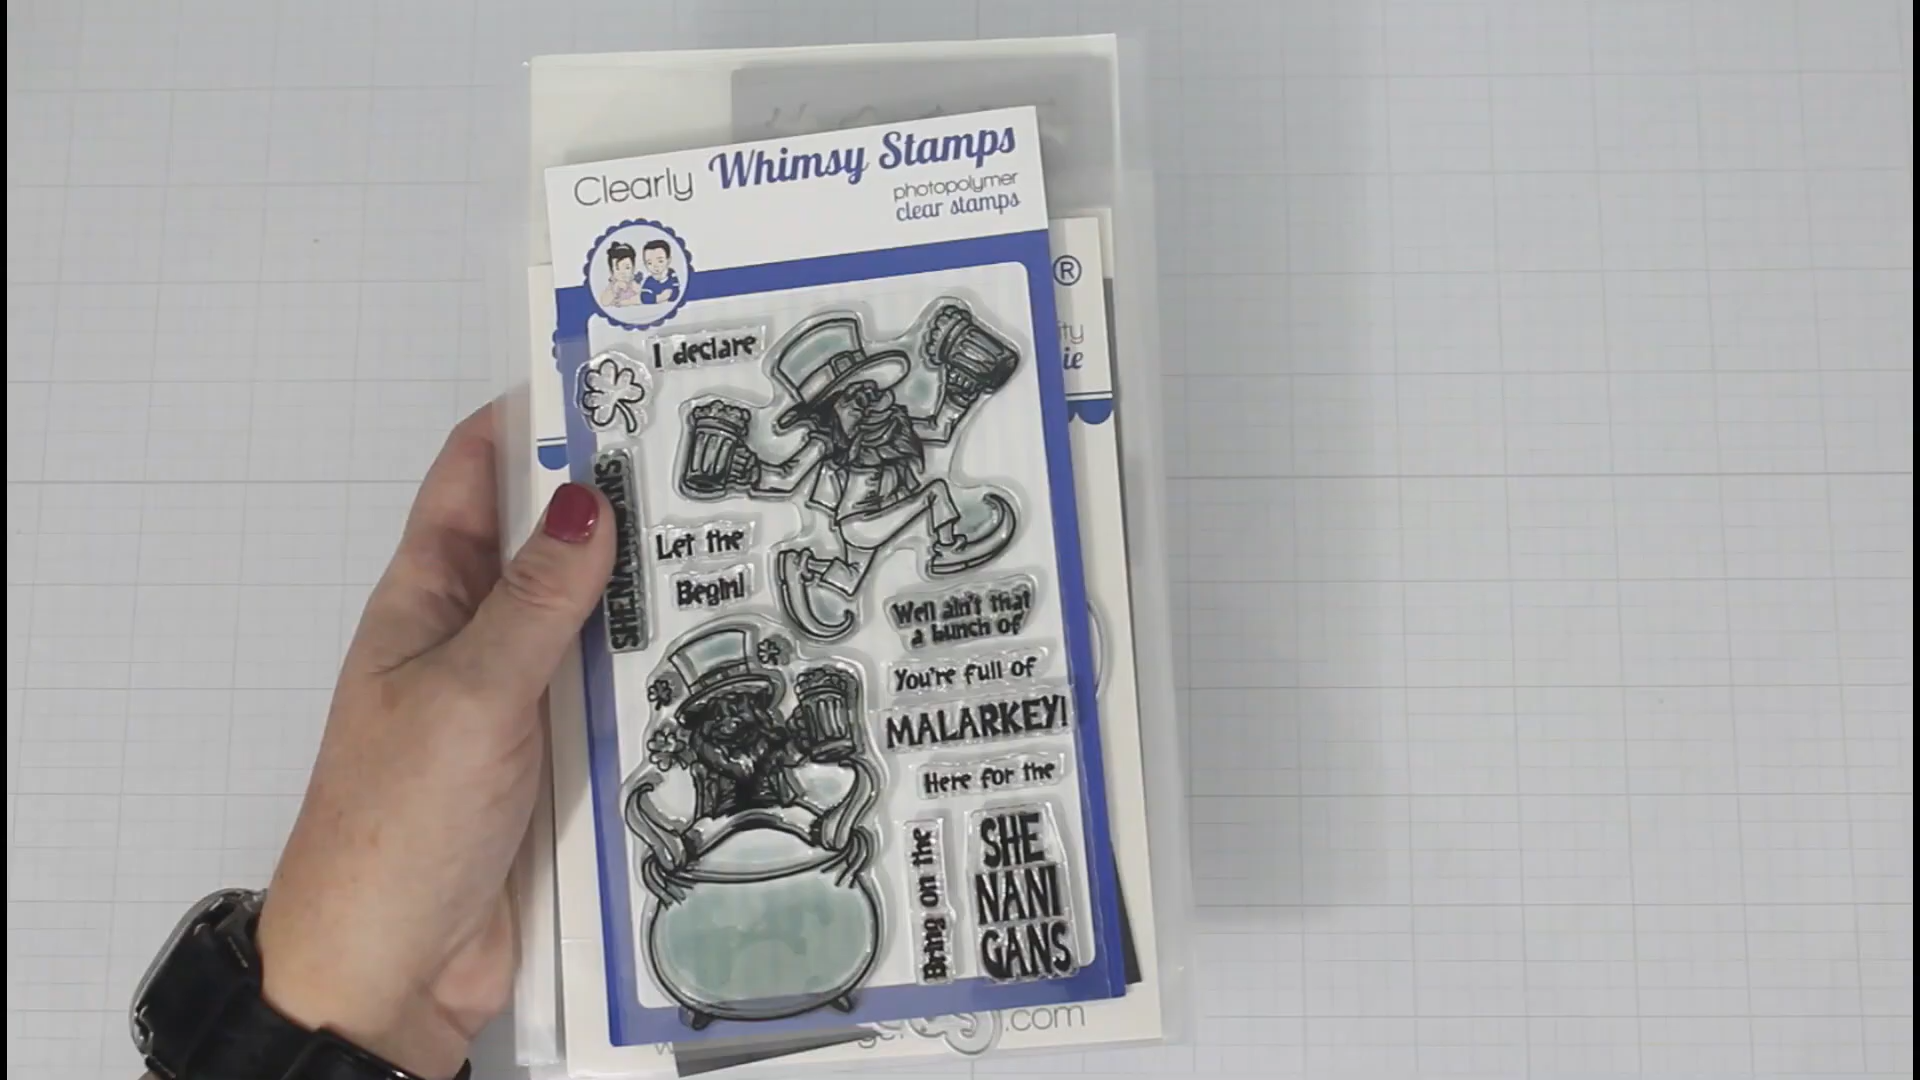 Clearly Whimsy Stamps
photopolymer
clear stamps
®
I declare
Let the
Begin!
Well ain't that
a bunch of
You're full of
MALARKEY!
Here for the
Bring on the
SHE
NANI
GANS
.com